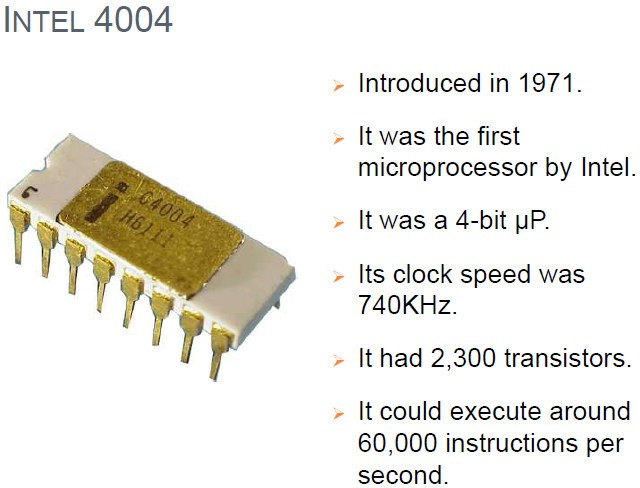 INTEL 4004
Introduced in 1971.
It was the first
microprocessor by Intel.
It was a 4-bit µP.
Its clock speed was
740KHz.
It had 2,300 transistors.
It could execute around
60,000 instructions per
second.
C4004
H6111